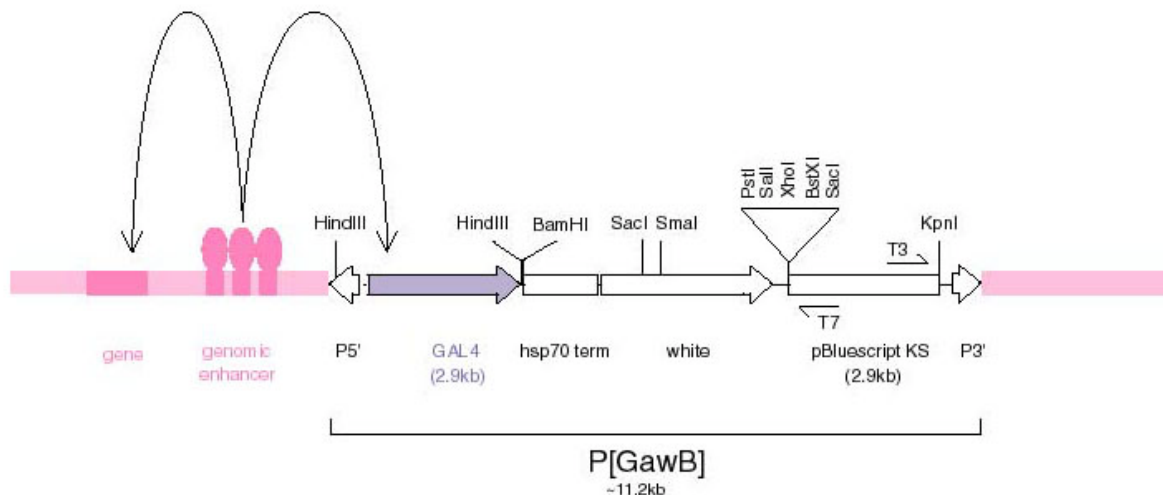 PstI
SalI
XhoI
BstXI
SacI
HindIII
HindIII
BamHI
SacI
SmaI
KpnI
T3
T7
gene
genomic
enhancer
P5'
GAL4
(2.9kb)
hsp70 term
white
pBluescript KS
(2.9kb)
P3'
P[GawB]
~11.2kb